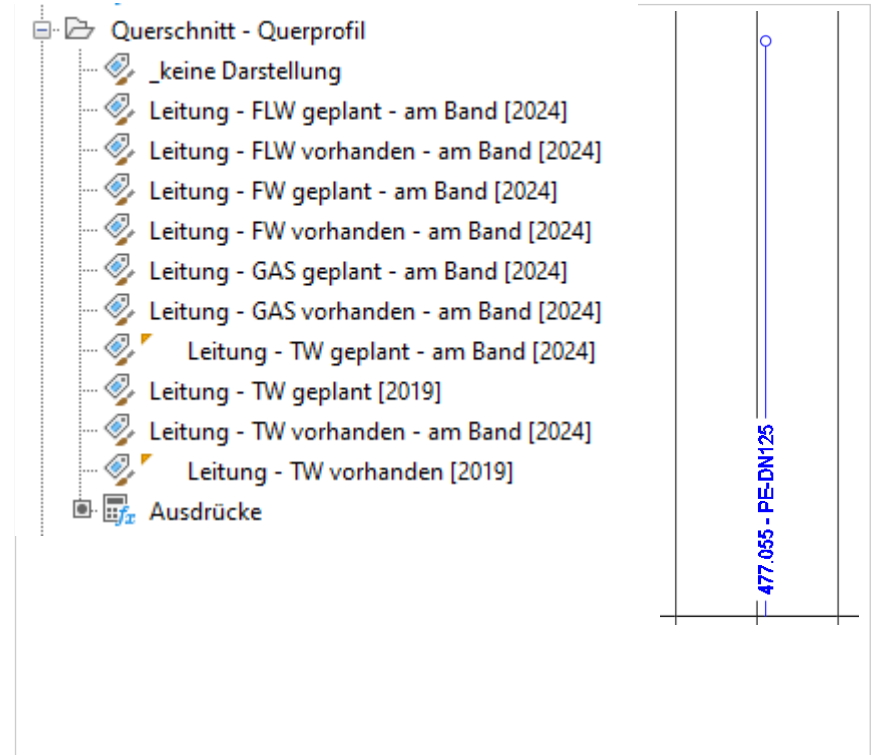 Querschnitt - Querprofil
_keine Darstellung
Leitung - FLW geplant - am Band [2024]
Leitung - FLW vorhanden - am Band [2024]
Leitung - FW geplant - am Band [2024]
Leitung - FW vorhanden - am Band [2024]
Leitung - GAS geplant - am Band [2024]
Leitung - GAS vorhanden - am Band [2024]
Leitung - TW geplant - am Band [2024]
Leitung - TW geplant [2019]
Leitung - TW vorhanden - am Band [2024]
Leitung - TW vorhanden [2019]
fx Ausdrücke
477.055 - PE-DN125